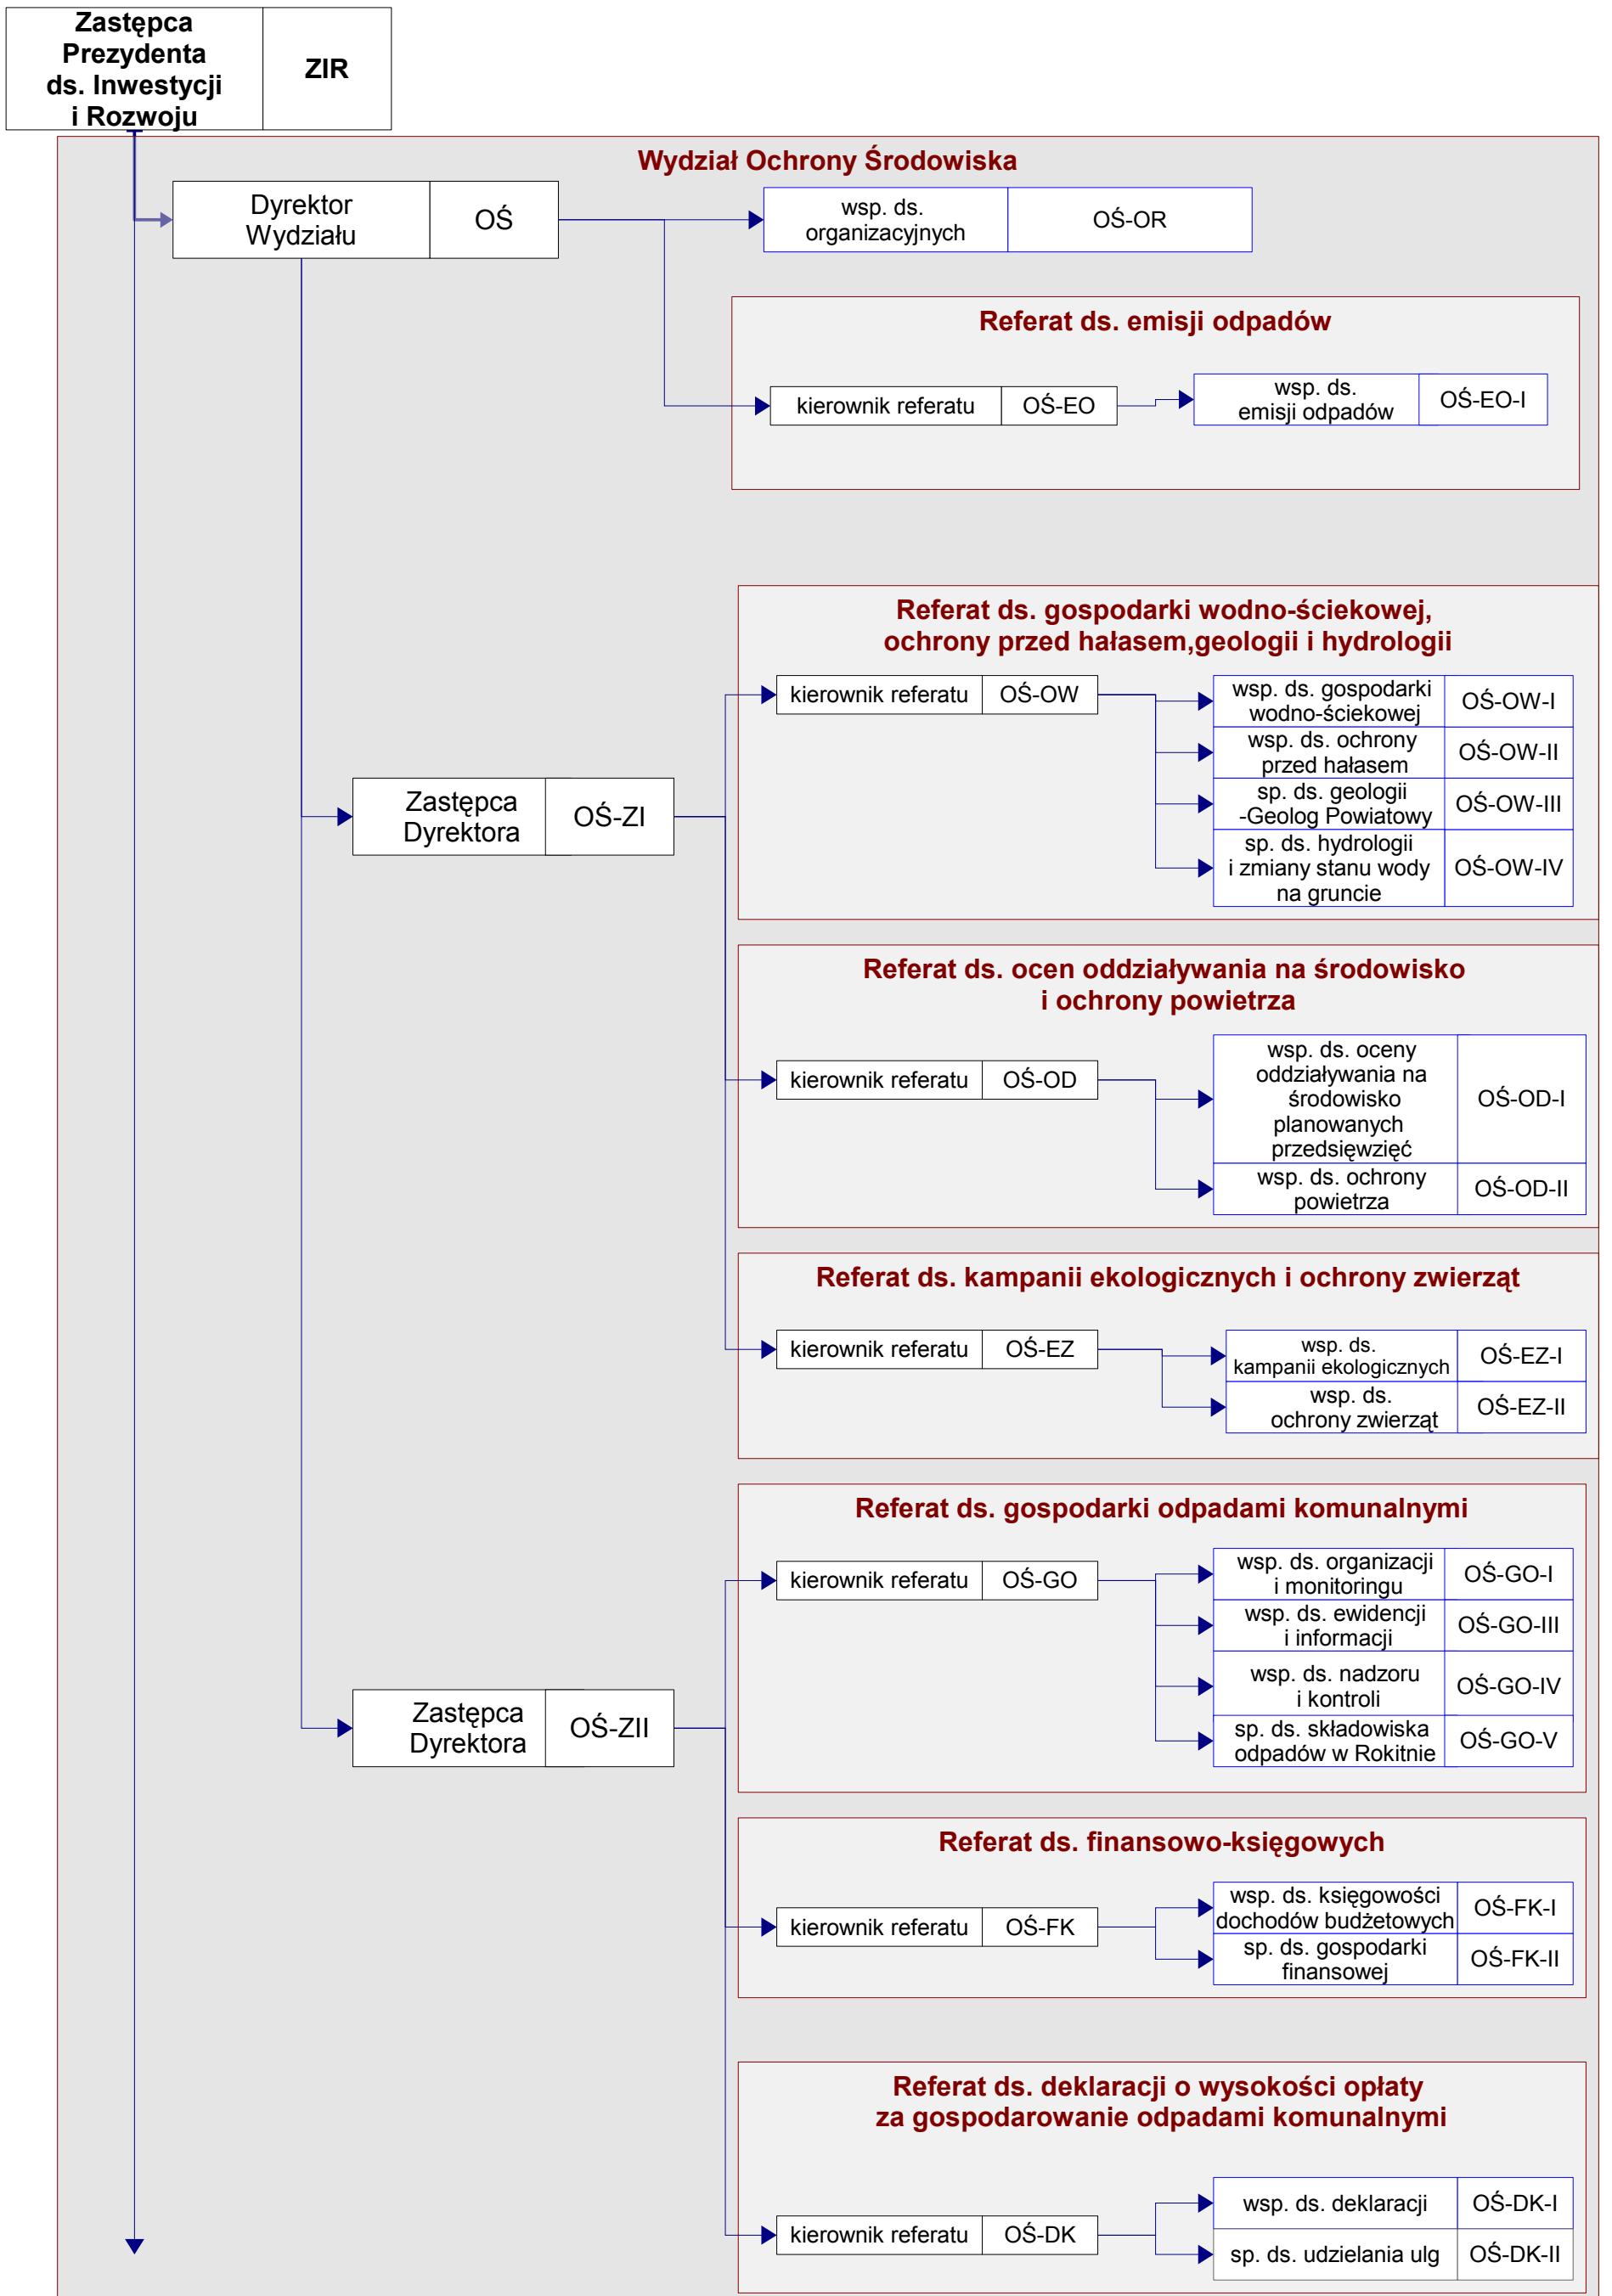 Zastępca
Prezydenta
ds. Inwestycji
i Rozwoju
ZIR
Wydział Ochrony Środowiska
Dyrektor
Wydziału
OŚ
wsp. ds.
organizacyjnych
OŚ-OR
Referat ds. emisji odpadów
kierownik referatu
OŚ-EO
wsp. ds.
emisji odpadów
OŚ-EO-I
Referat ds. gospodarki wodno-ściekowej,
ochrony przed hałasem,geologii i hydrologii
kierownik referatu
OŚ-OW
wsp. ds. gospodarki
wodno-ściekowej
OŚ-OW-I
wsp. ds. ochrony
przed hałasem
OŚ-OW-II
sp. ds. geologii
-Geolog Powiatowy
OŚ-OW-III
sp. ds. hydrologii
i zmiany stanu wody
na gruncie
OŚ-OW-IV
Zastępca
Dyrektora
OŚ-ZI
Referat ds. ocen oddziaływania na środowisko
i ochrony powietrza
kierownik referatu
OŚ-OD
wsp. ds. oceny
oddziaływania na
środowisko
planowanych
przedsięwzięć
OŚ-OD-I
wsp. ds. ochrony
powietrza
OŚ-OD-II
Referat ds. kampanii ekologicznych i ochrony zwierząt
kierownik referatu
OŚ-EZ
wsp. ds.
kampanii ekologicznych
OŚ-EZ-I
wsp. ds.
ochrony zwierząt
OŚ-EZ-II
Referat ds. gospodarki odpadami komunalnymi
kierownik referatu
OŚ-GO
wsp. ds. organizacji
i monitoringu
OŚ-GO-I
wsp. ds. ewidencji
i informacji
OŚ-GO-III
wsp. ds. nadzoru
i kontroli
OŚ-GO-IV
sp. ds. składowiska
odpadów w Rokitnie
OŚ-GO-V
Zastępca
Dyrektora
OŚ-ZII
Referat ds. finansowo-księgowych
kierownik referatu
OŚ-FK
wsp. ds. księgowości
dochodów budżetowych
OŚ-FK-I
sp. ds. gospodarki
finansowej
OŚ-FK-II
Referat ds. deklaracji o wysokości opłaty
za gospodarowanie odpadami komunalnymi
kierownik referatu
OŚ-DK
wsp. ds. deklaracji
OŚ-DK-I
sp. ds. udzielania ulg
OŚ-DK-II